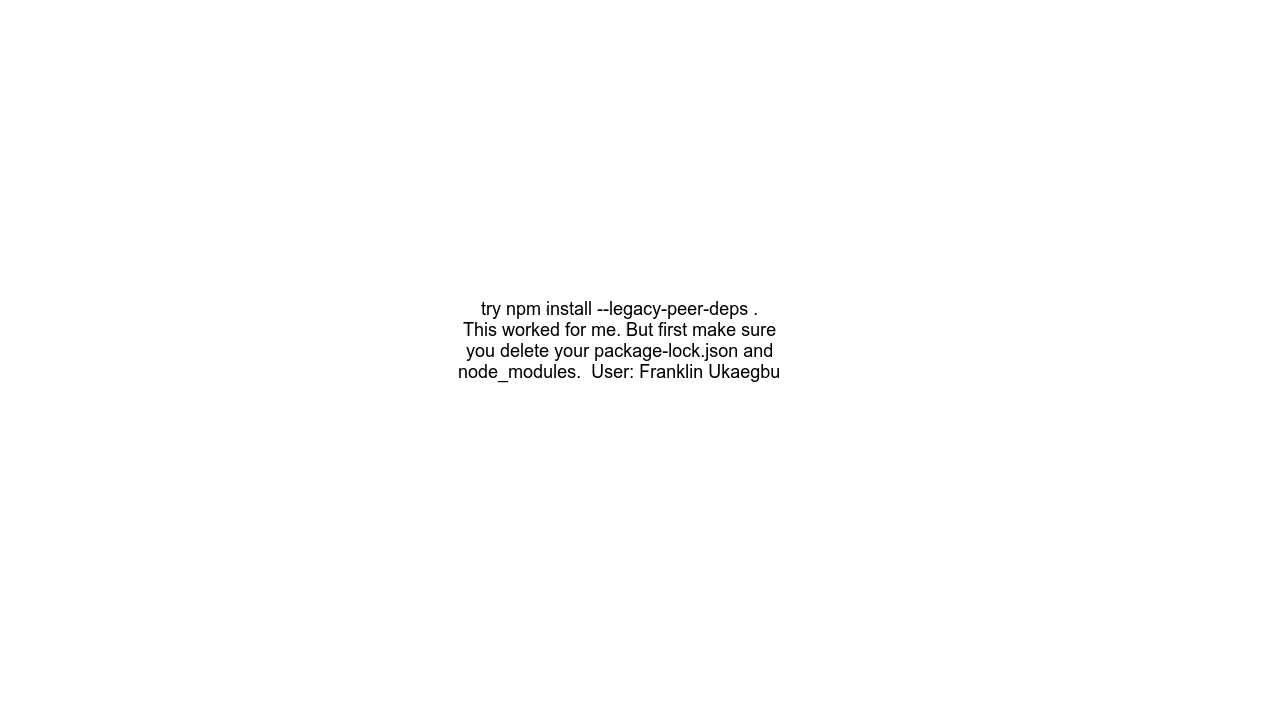 try npm install --legacy-peer-deps .
This worked for me. But first make sure
you delete your package-lock.json and
node_modules.  User: Franklin Ukaegbu